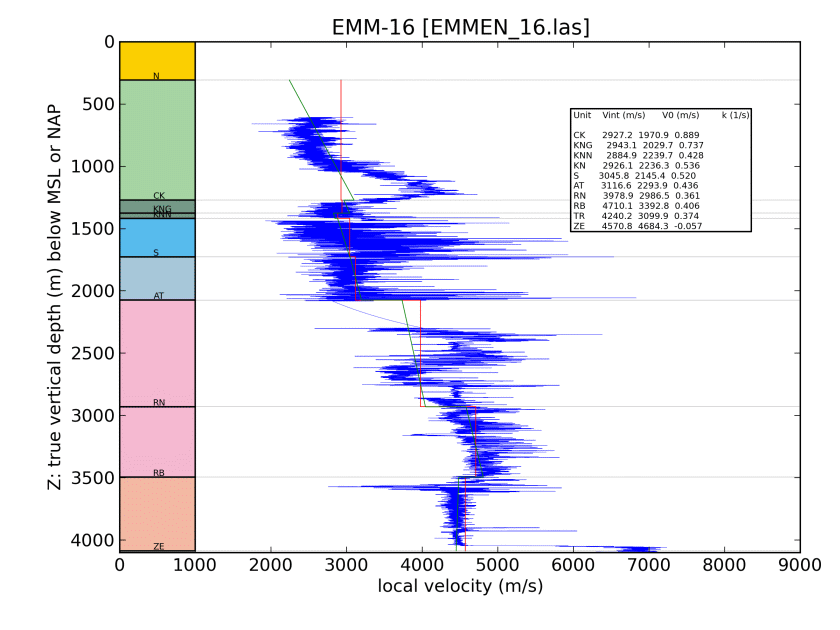 EMM-16 [EMMEN_16.las]
Z: true vertical depth (m) below MSL or NAP
0
500
1000
1500
2000
2500
3000
3500
4000
N
CK
KNG
KNN
S
AT
RN
RB
ZE
Unit Vint (m/s) V0 (m/s) k (1/s)
CK 2927.2 1970.9 0.889
KNG 2943.1 2029.7 0.737
KNN 2884.9 2239.7 0.428
KN 2926.1 2236.3 0.536
S 3045.8 2145.4 0.520
AT 3116.6 2293.9 0.436
RN 3978.9 2986.5 0.361
RB 4710.1 3392.8 0.406
TR 4240.2 3099.9 0.374
ZE 4570.8 4684.3 -0.057
0 1000 2000 3000 4000 5000 6000 7000 8000 9000
local velocity (m/s)